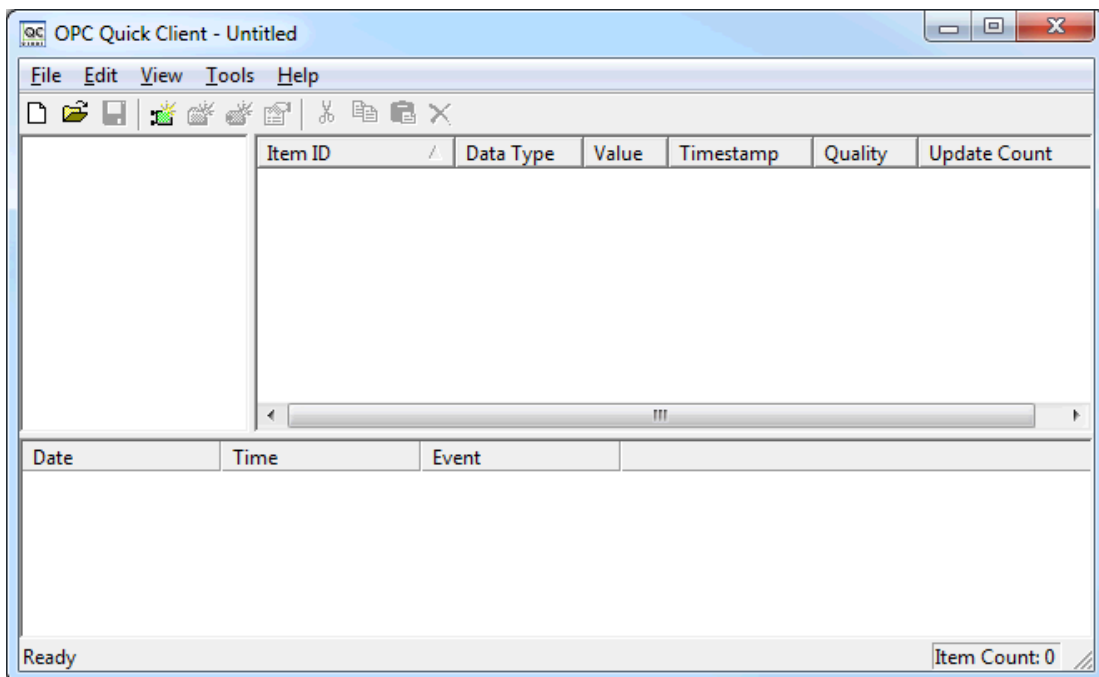 QC OPC Quick Client - Untitled
File Edit View Tools Help
Item ID Data Type Value Timestamp Quality Update Count
Date Time Event
Ready Item Count: 0